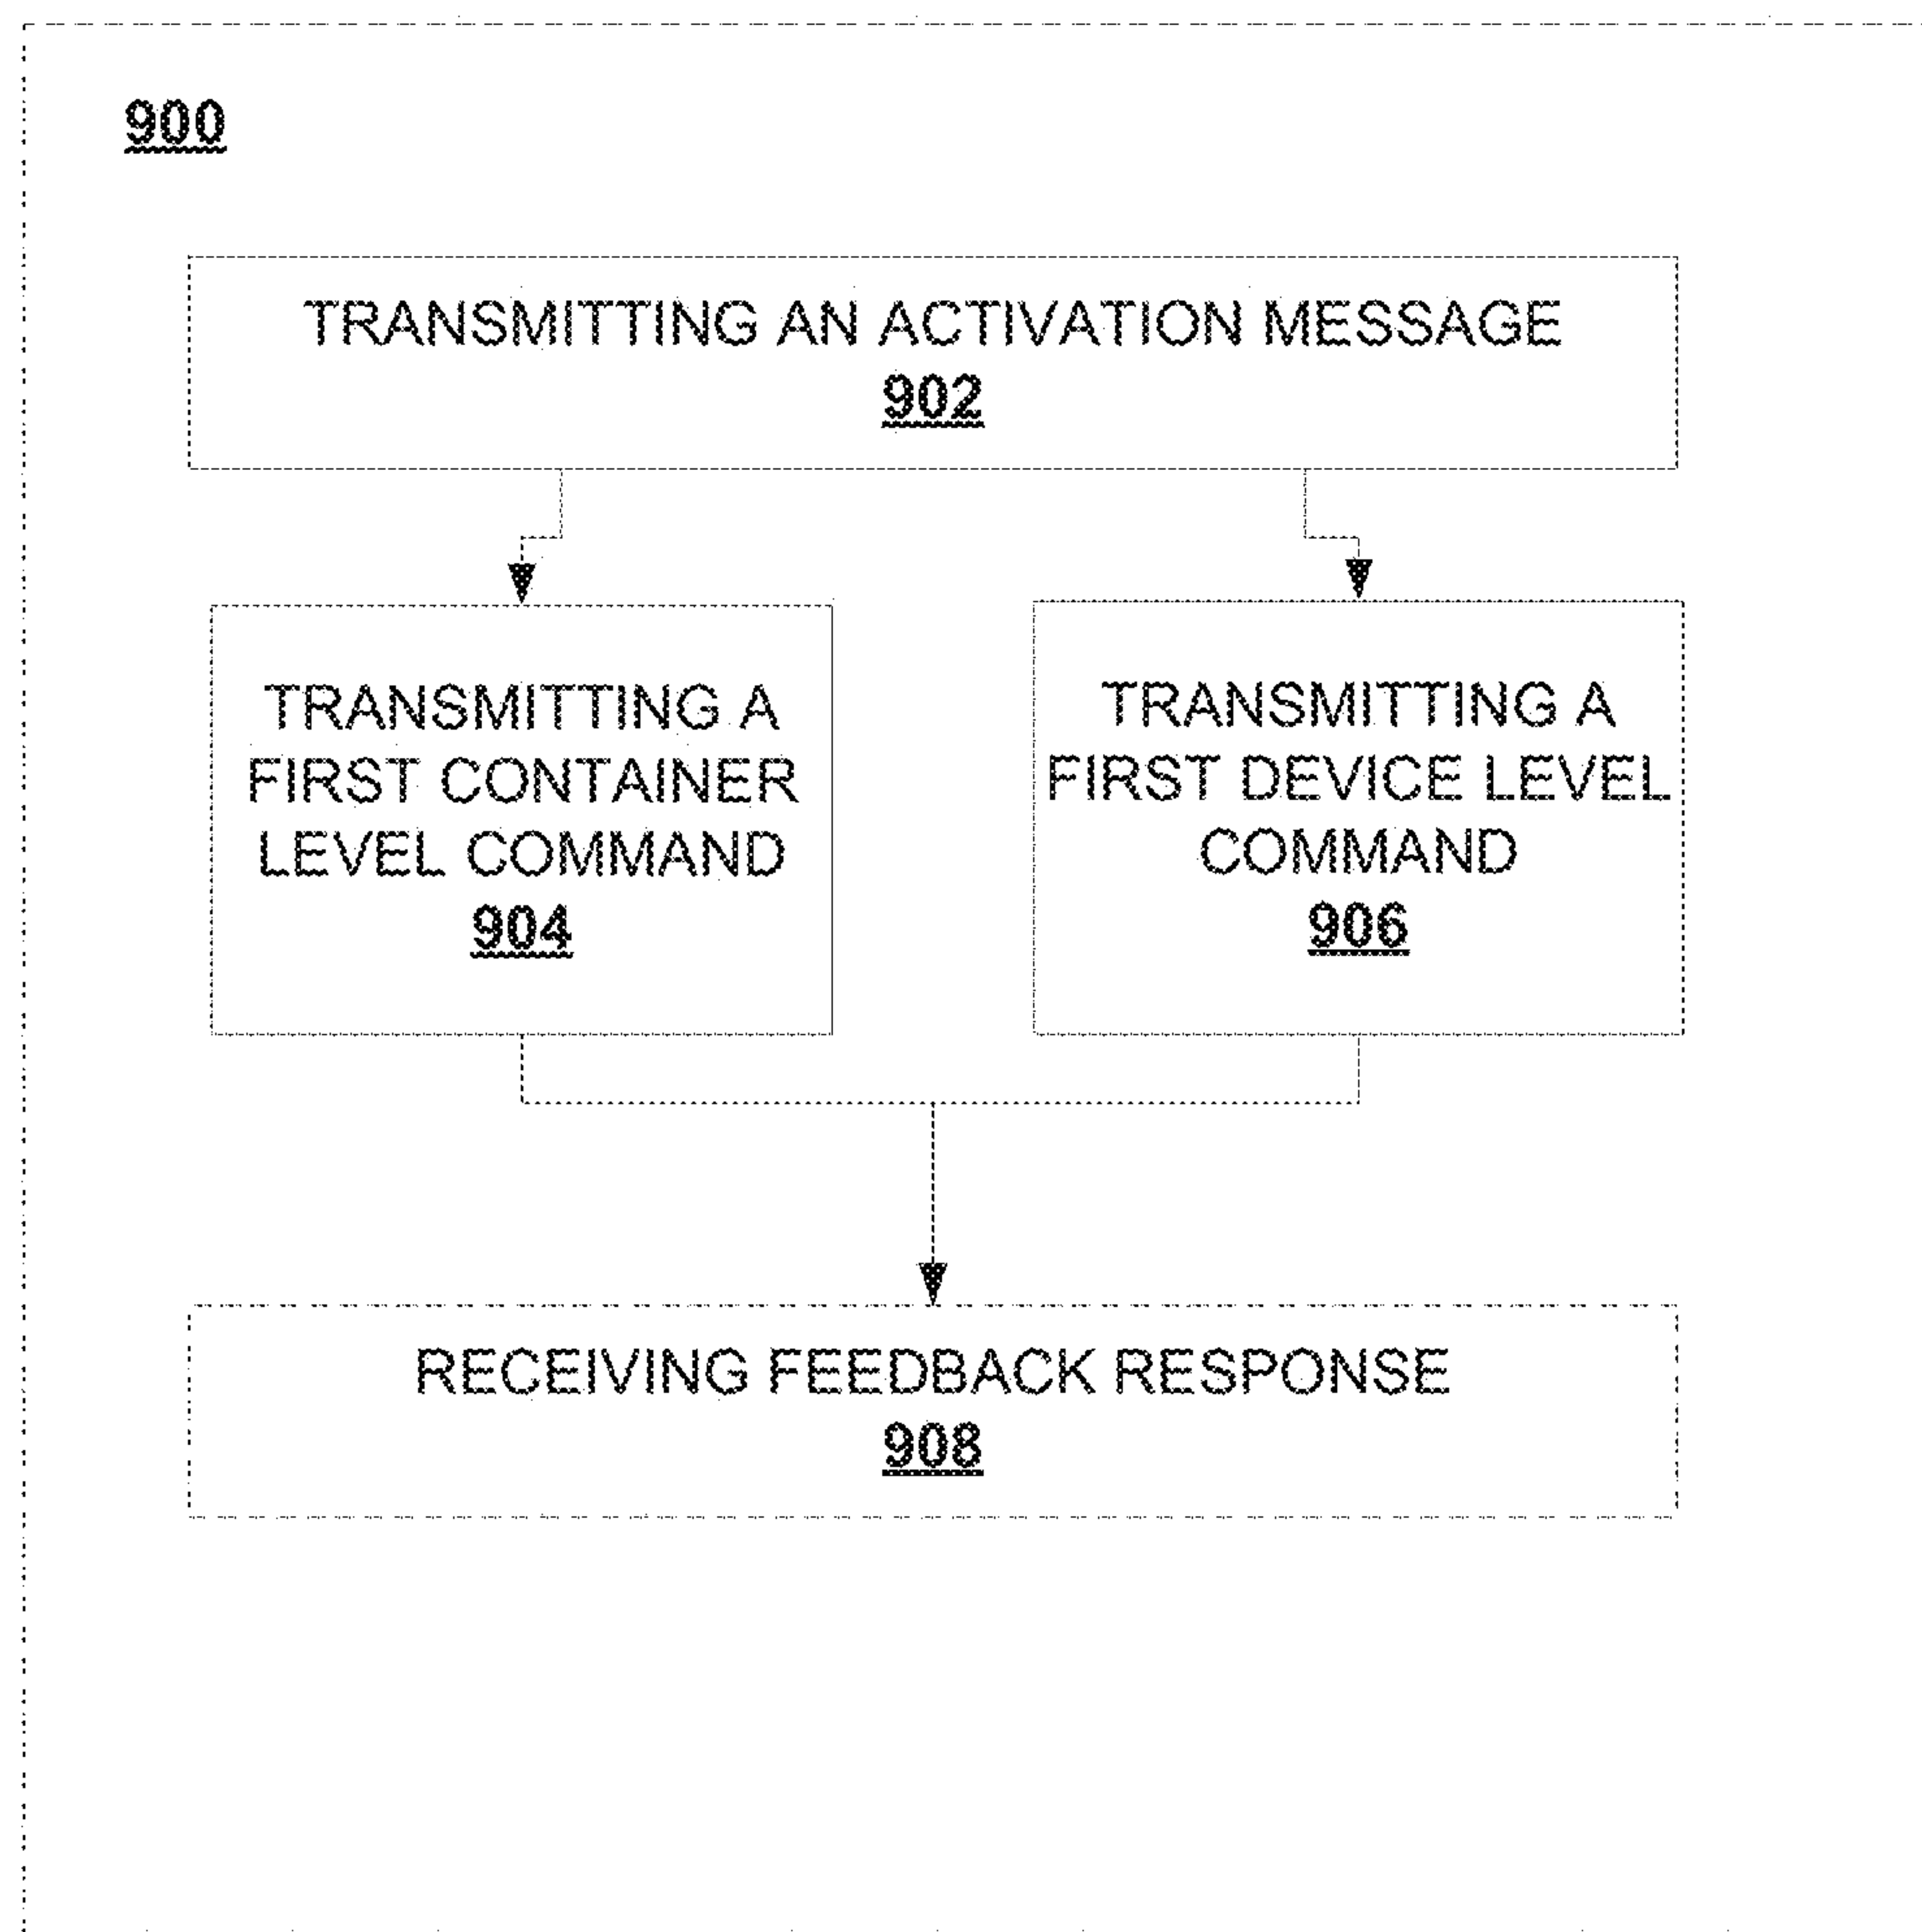 900
TRANSMITTING AN ACTIVATION MESSAGE
902
TRANSMITTING A
FIRST CONTAINER
LEVEL COMMAND
904
TRANSMITTING A
FIRST DEVICE LEVEL
COMMAND
906
RECEIVING FEEDBACK RESPONSE
908